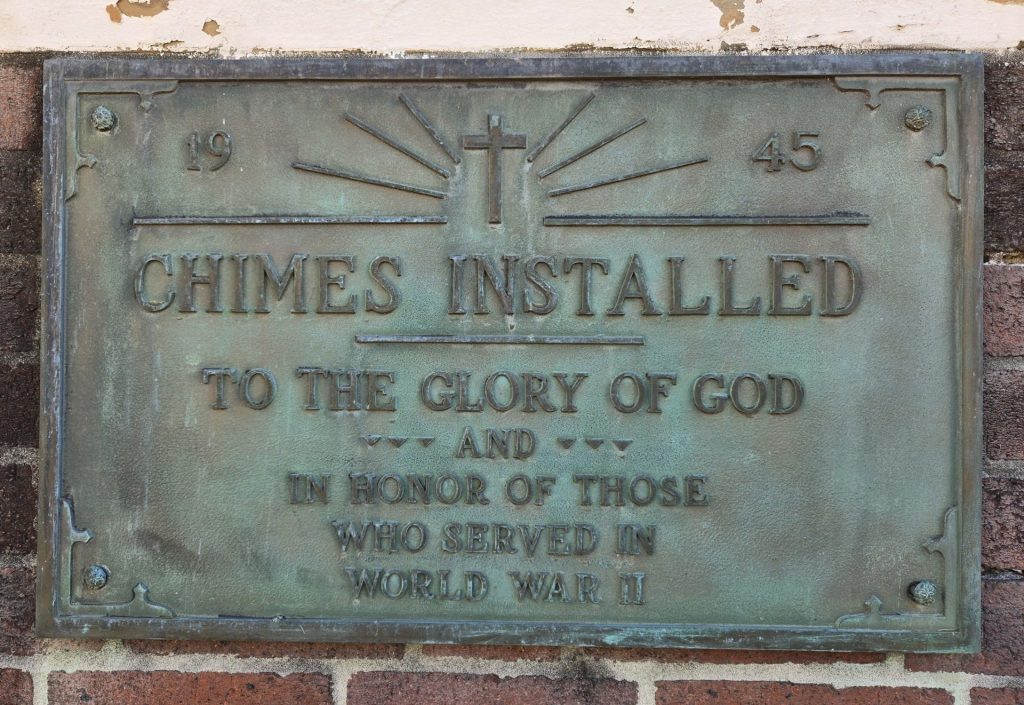 19 45
CHIMES INSTALLED
TO THE GLORY OF GOD
AND
IN HONOR OF THOSE
WHO SERVED IN
WORLD WAR II